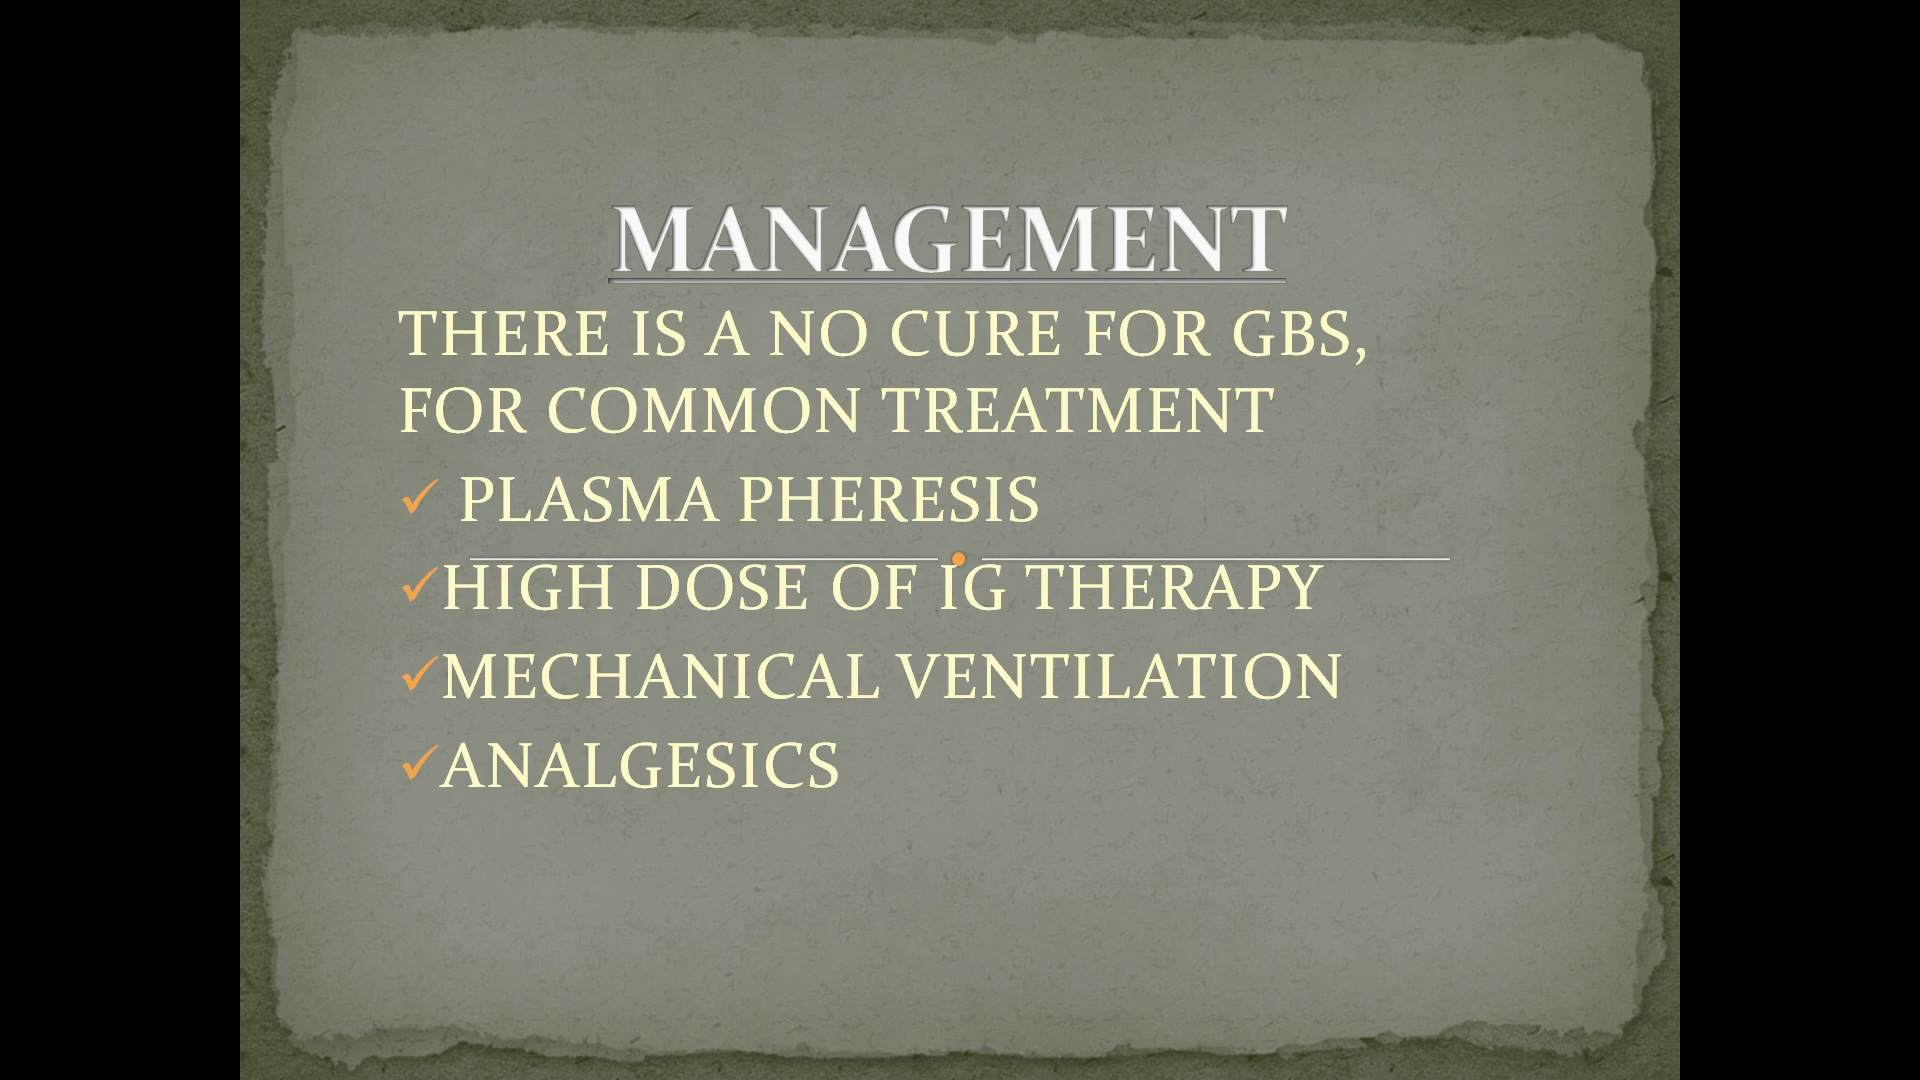 MANAGEMENT
THERE IS A NO CURE FOR GBS,
FOR COMMON TREATMENT
✓ PLASMA PHERESIS
✓HIGH DOSE OF IG THERAPY
✓MECHANICAL VENTILATION
✓ANALGESICS